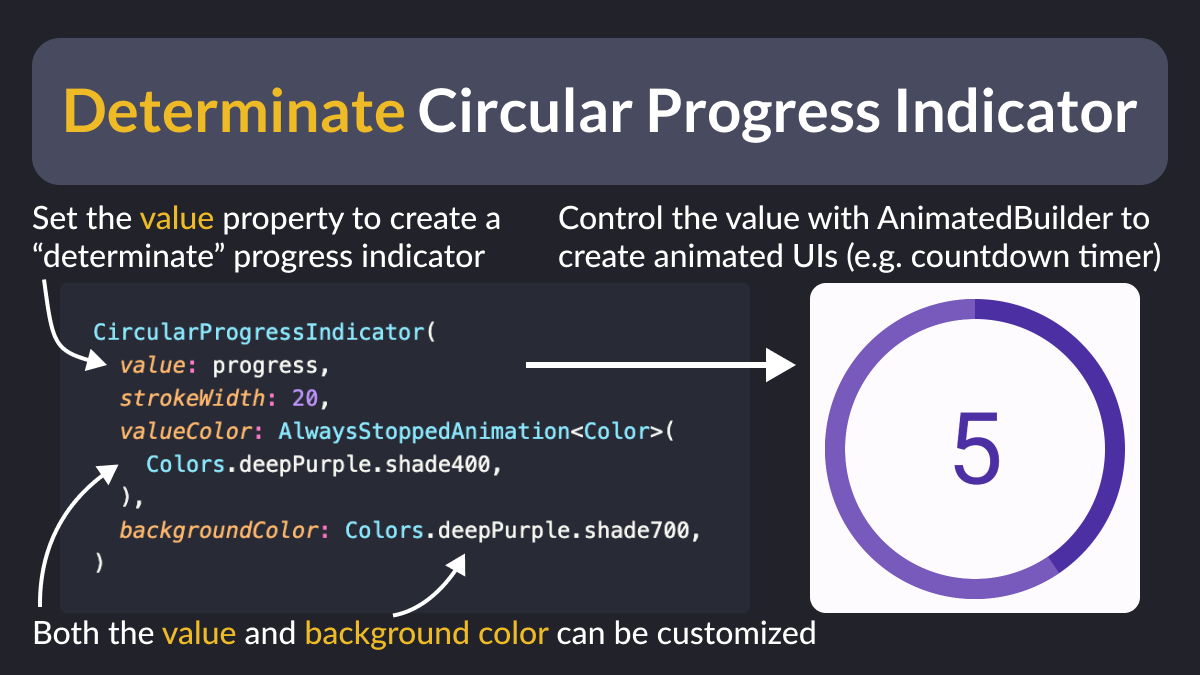 Determinate Circular Progress Indicator
Set the value property to create a
“determinate” progress indicator
Control the value with AnimatedBuilder to
create animated UIs (e.g. countdown timer)
CircularProgressIndicator(
  value: progress,
  strokeWidth: 20,
  valueColor: AlwaysStoppedAnimation<Color>(
    Colors.deepPurple.shade400,
  ),
  backgroundColor: Colors.deepPurple.shade700,
)
5
Both the value and background color can be customized